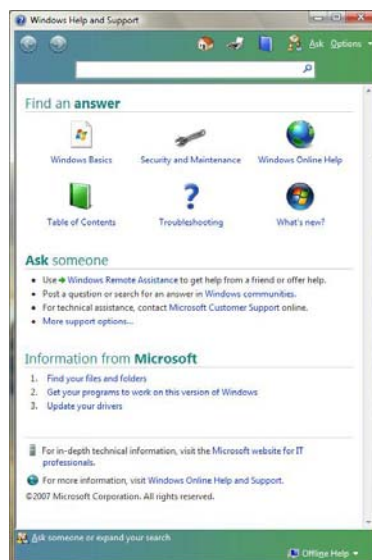 Windows Help and Support
Ask Options
Find an answer
Windows Basics Security and Maintenance Windows Online Help
Table of Contents Troubleshooting What's new?
Ask someone
Use Windows Remote Assistance to get help from a friend or offer help.
Post a question or search for an answer in Windows communities.
For technical assistance, contact Microsoft Customer Support online.
More support options...
Information from Microsoft
1. Find your files and folders
2. Get your programs to work on this version of Windows
3. Update your drivers
For in-depth technical information, visit the Microsoft website for IT
professionals.
For more information, visit Windows Online Help and Support.
©2007 Microsoft Corporation. All rights reserved.
Ask someone or expand your search
Offline Help